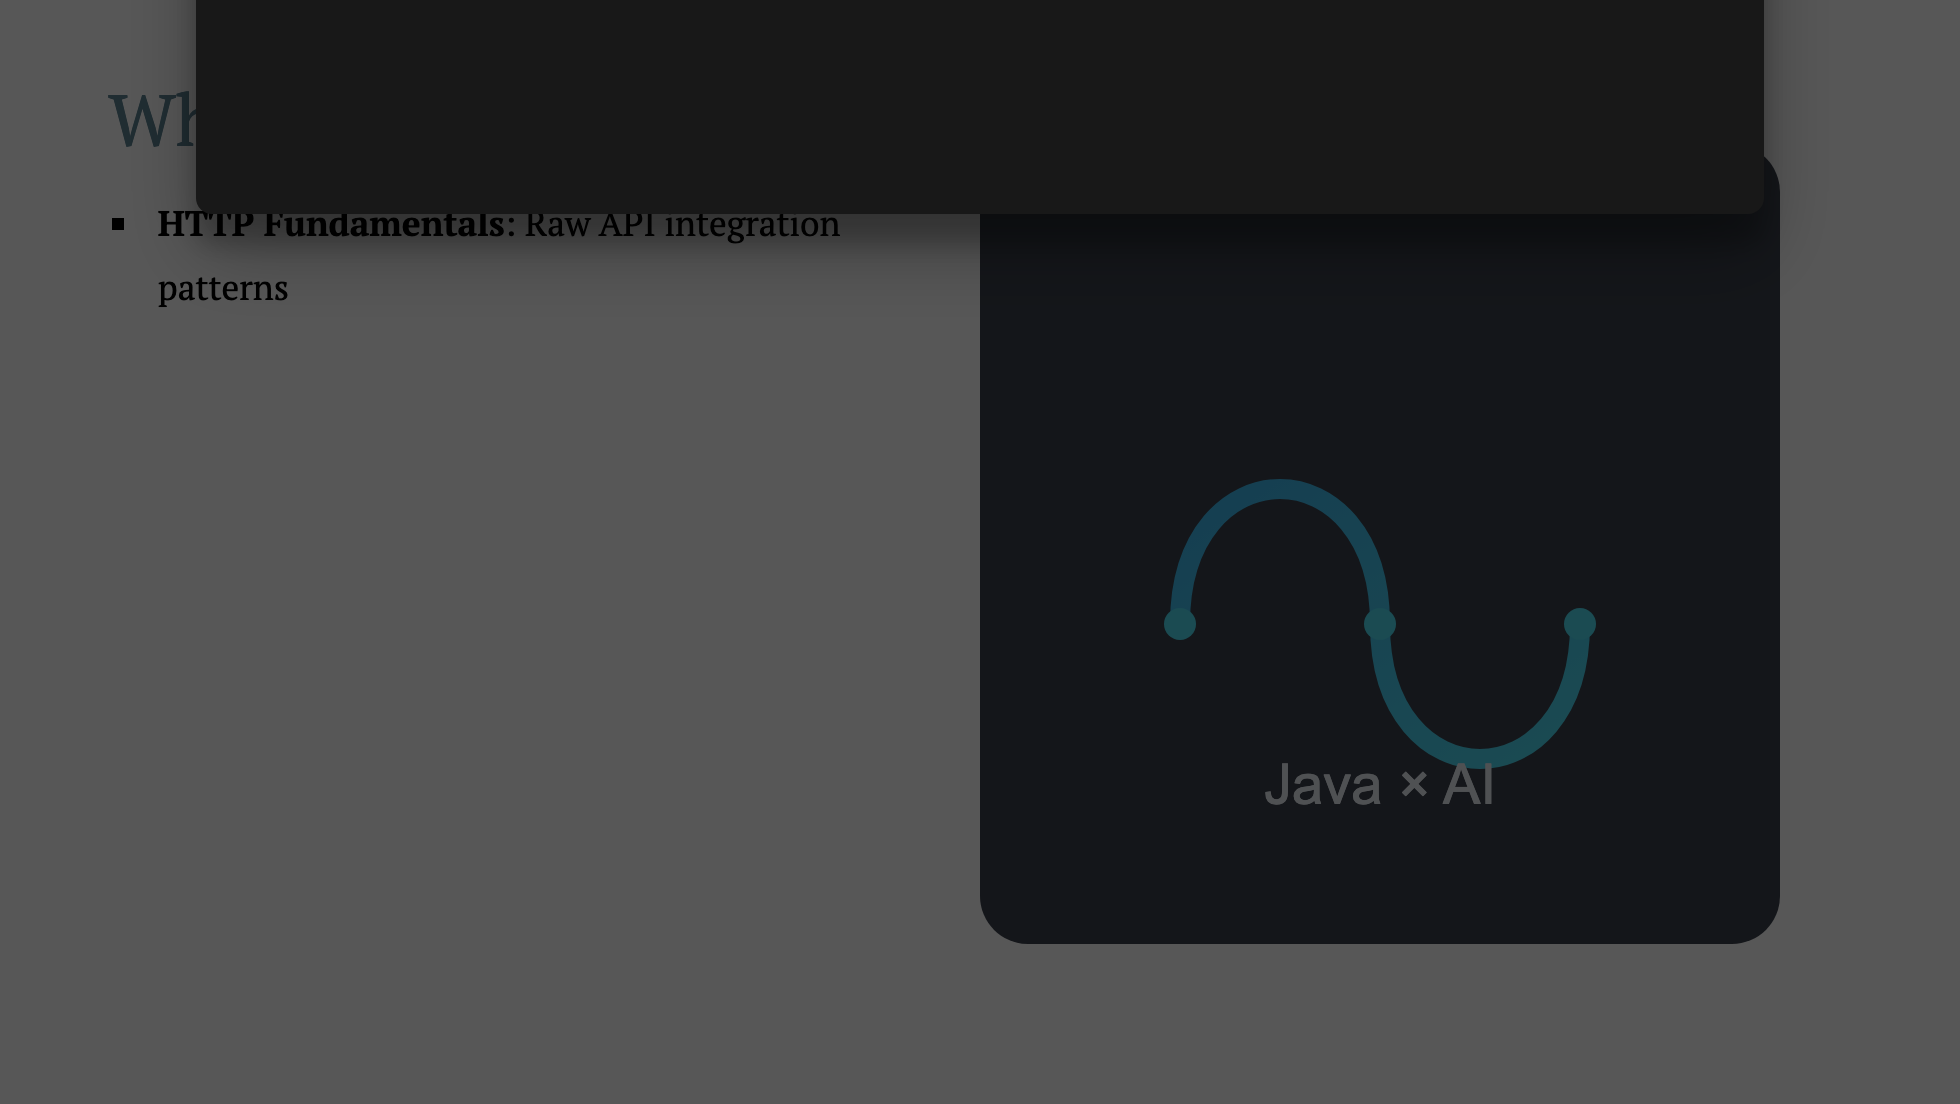 HTTP Fundamentals: Raw API integration
patterns
Java × AI